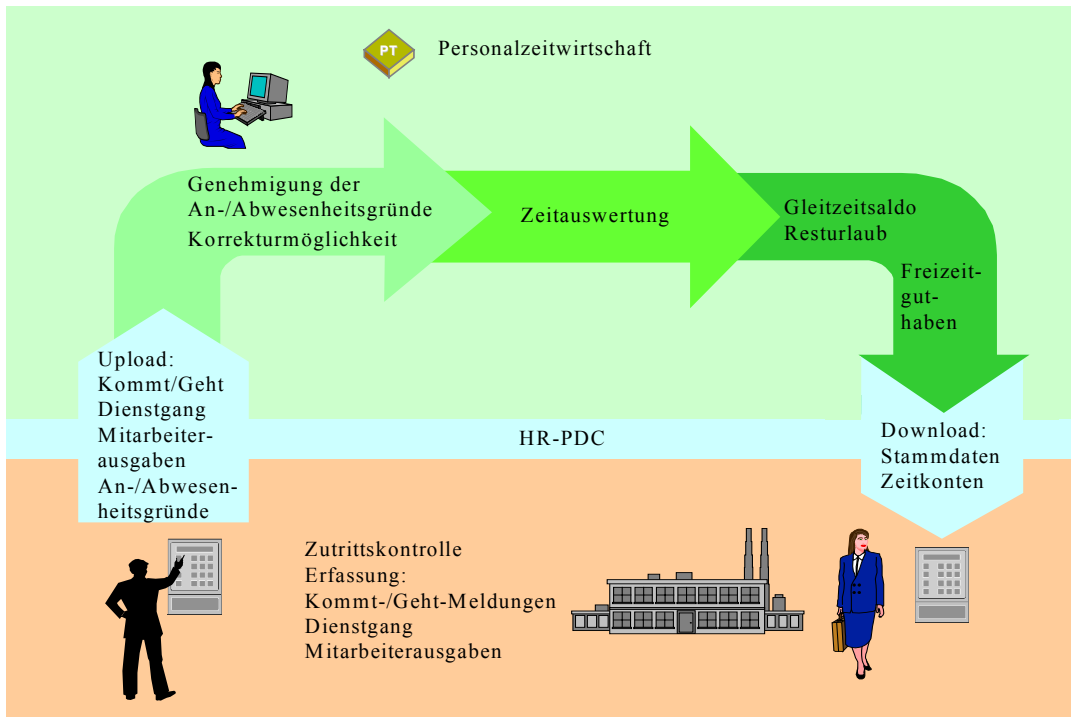 PT
Personalzeitwirtschaft
Genehmigung der
An-/Abwesenheitsgründe
Korrekturmöglichkeit
Zeitauswertung
Gleitzeitsaldo
Resturlaub
Freizeit-
gut-
haben
Upload:
Kommt/Geht
Dienstgang
Mitarbeiter-
ausgaben
An-/Abwesen-
heitsgründe
HR-PDC
Download:
Stammdaten
Zeitkonten
Zutrittskontrolle
Erfassung:
Kommt-/Geht-Meldungen
Dienstgang
Mitarbeiterausgaben